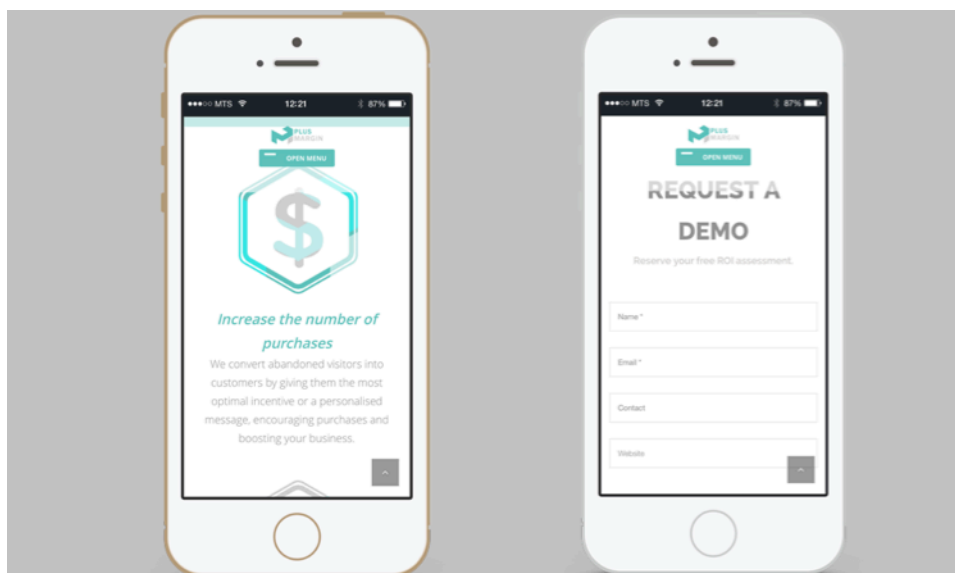 MTS 12:21 87%
PLUS
MARGIN
OPEN MENU
$
Increase the number of
purchases
We convert abandoned visitors into
customers by giving them the most
optimal incentive or a personalised
message, encouraging purchases and
boosting your business.
MTS 12:21 87%
PLUS
MARGIN
OPEN MENU
REQUEST A
DEMO
Reserve your free ROI assessment.
Name *
Email *
Contact
Website